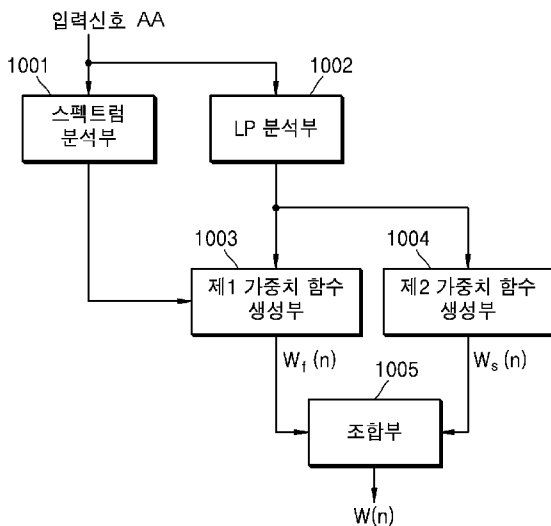 입력신호 AA
1001
1002
스펙트럼
분석부
LP 분석부
1003
1004
제1 가중치 함수
생성부
제2 가중치 함수
생성부
Wf (n)
Ws (n)
1005
조합부
W(n)